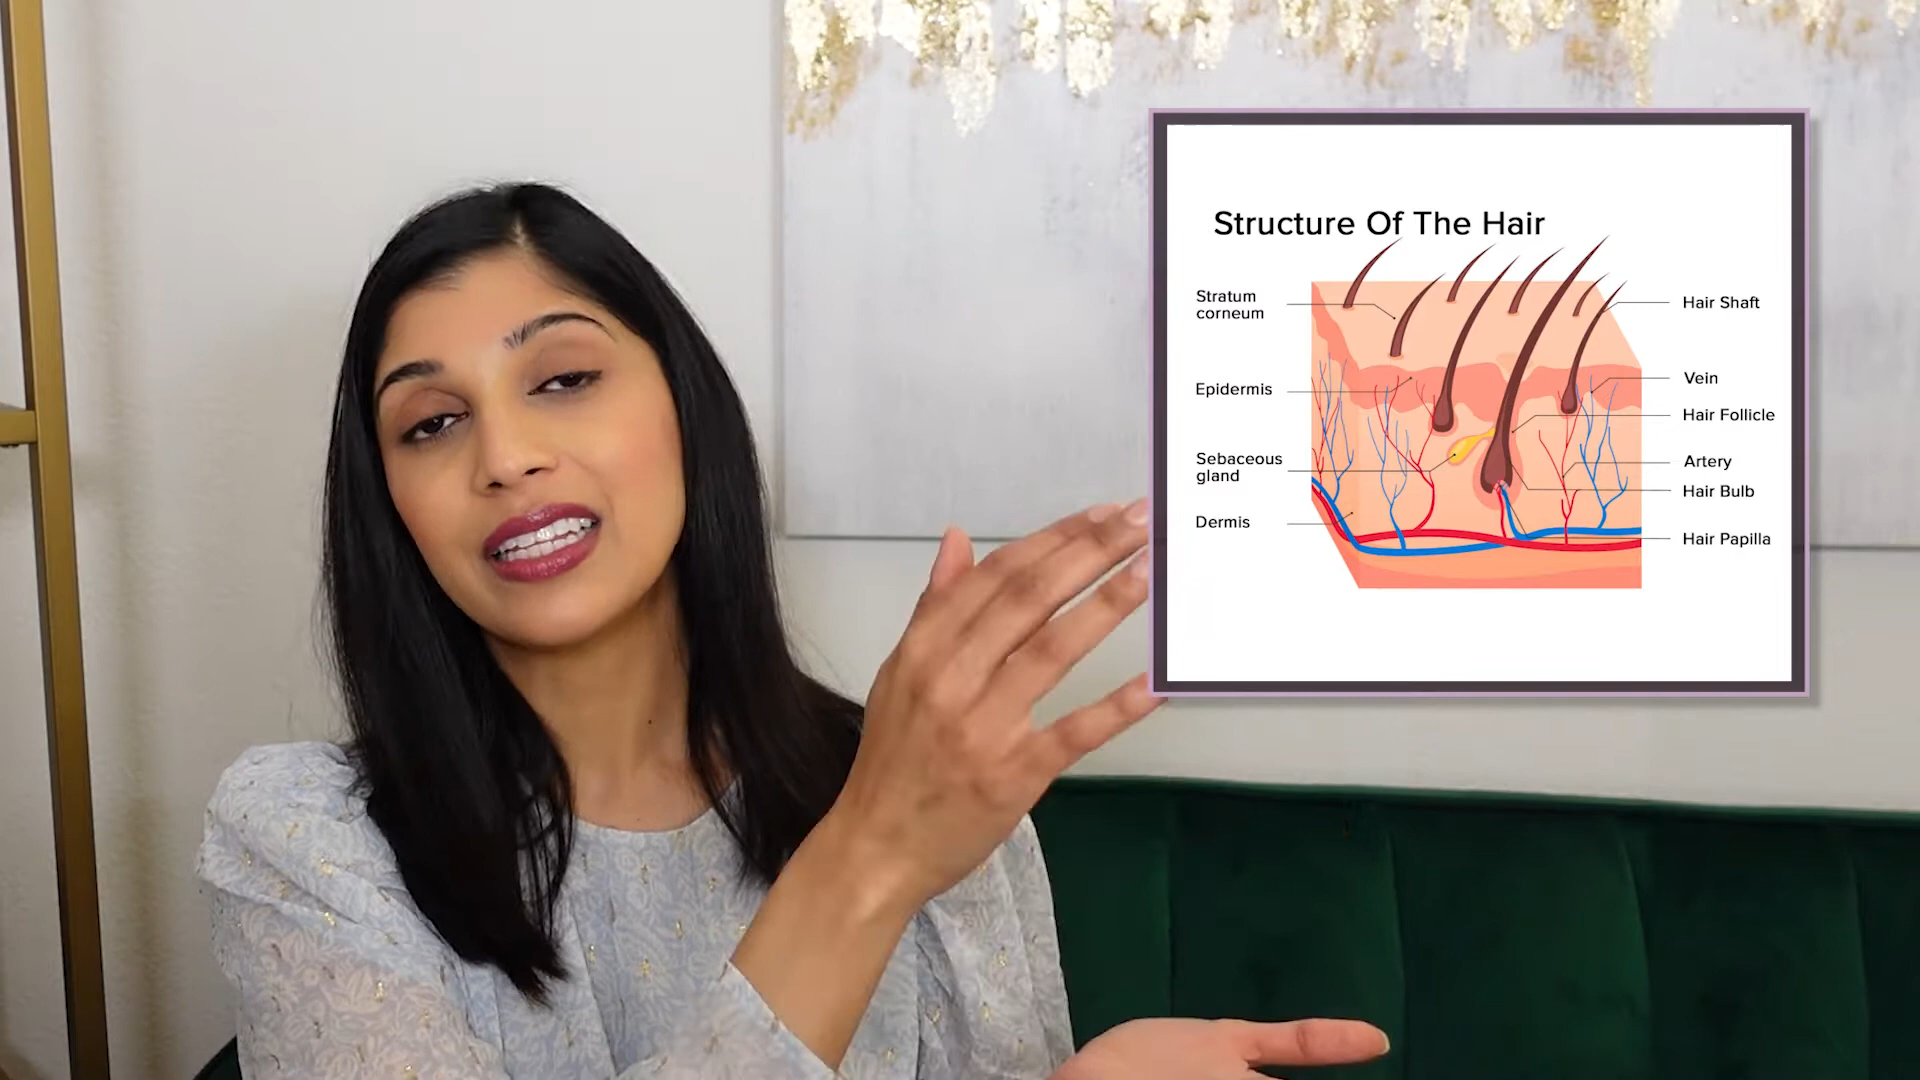 Structure Of The Hair
Stratum
corneum
Epidermis
Sebaceous
gland
Dermis
Hair Shaft
Vein
Hair Follicle
Artery
Hair Bulb
Hair Papilla